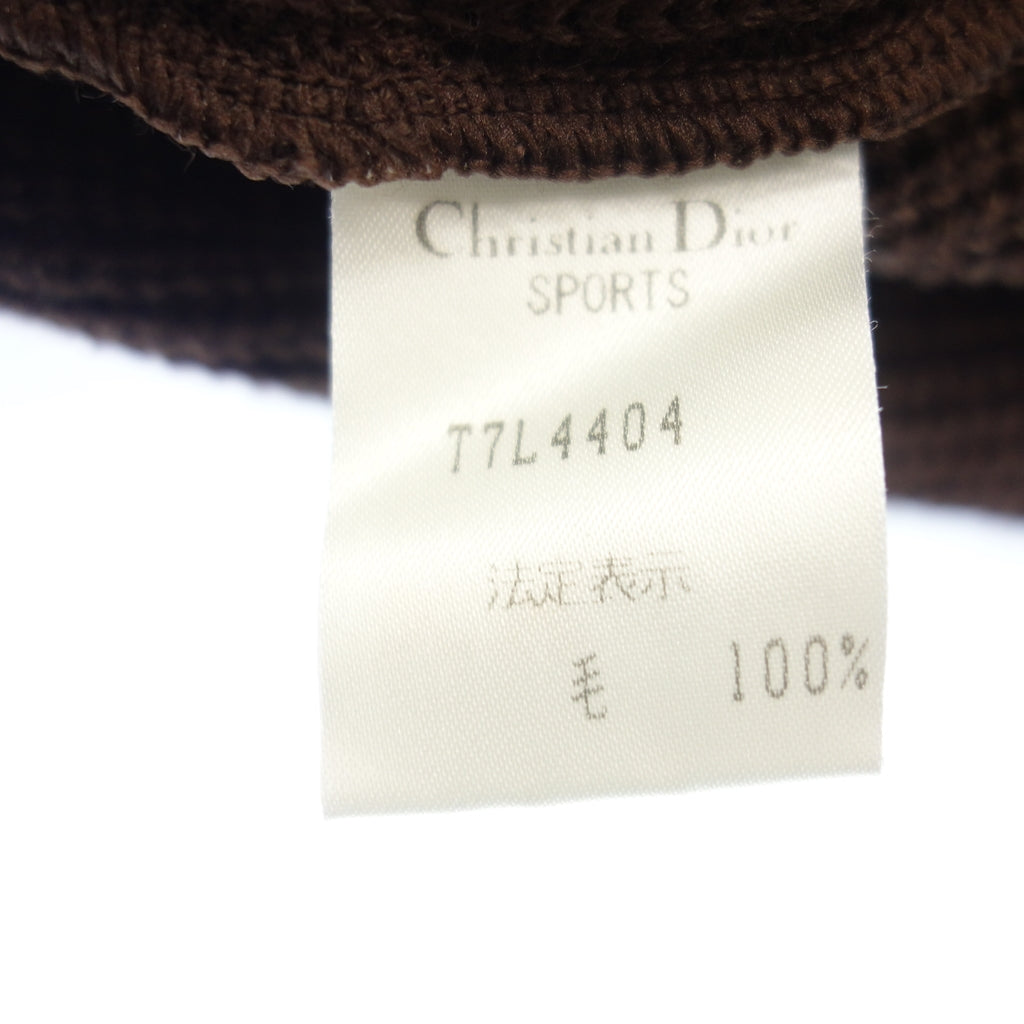 Christian Dior
SPORTS
T7L4404
法定表示
毛 100%